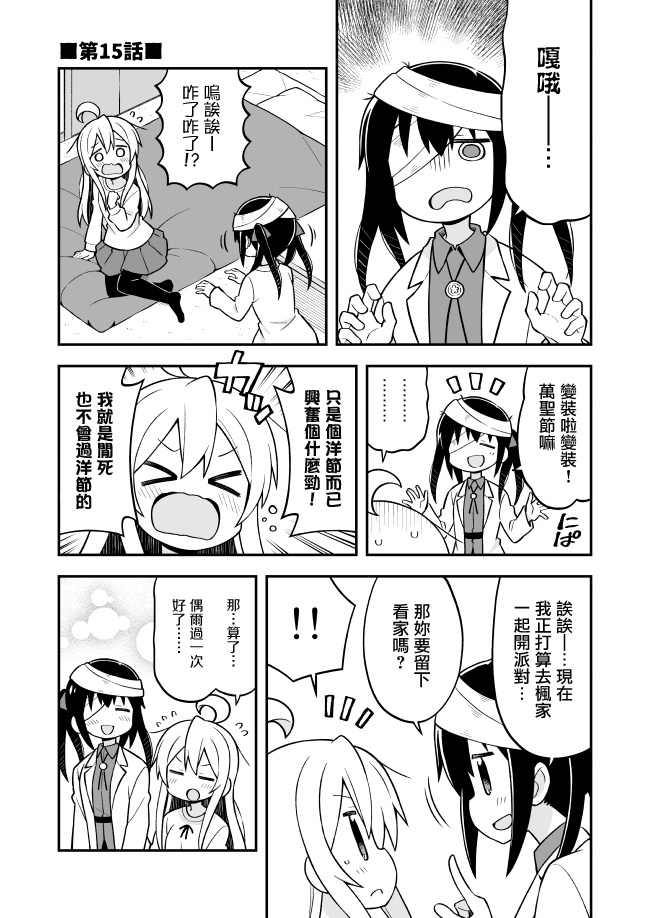 ■第15話■
嘎哦——…
嗚誒誒—
咋了咋了!?
變裝啦變裝！
萬聖節嘛
…………
…………
にぱ
ガッ
只是個洋節而已
興奮個什麼勁！
我就是閒死
也不會過洋節的
誒誒—…現在
我正打算去楓家
一起開派對…
那妳要留下
看家嗎？
!!
那…算了…
偶爾過一次
好了……